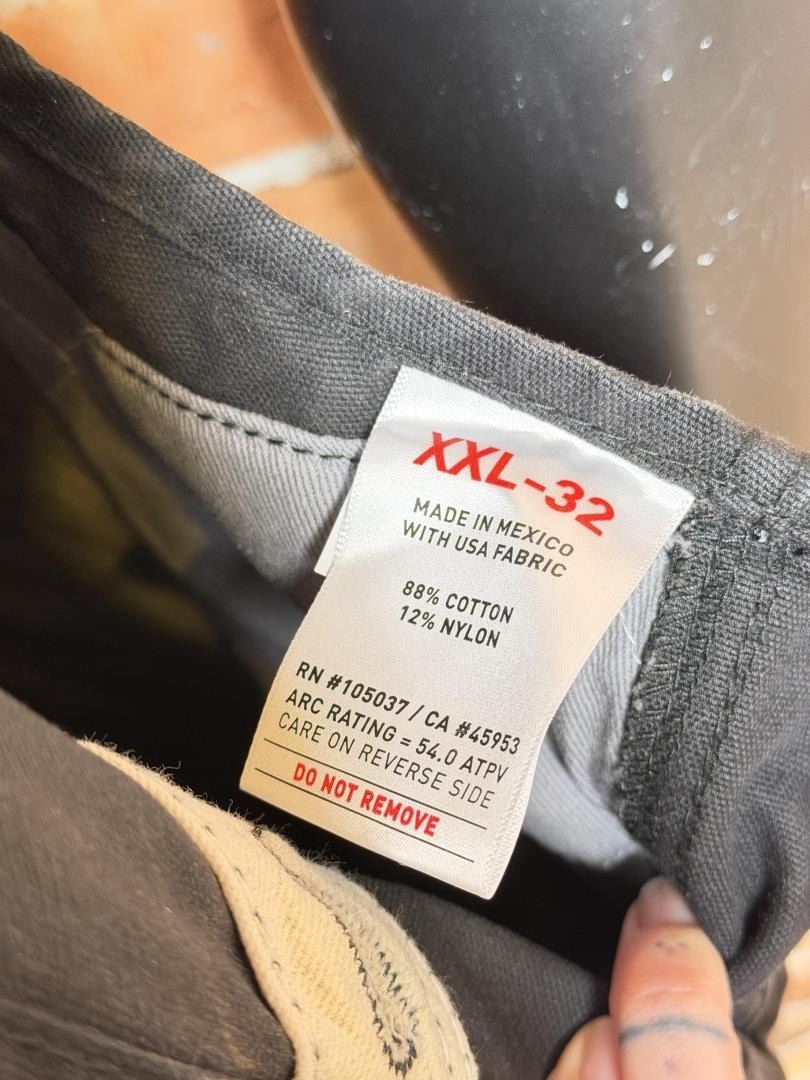 XXL-32
MADE IN MEXICO
WITH USA FABRIC
88% COTTON
12% NYLON
RN #105037 / CA #45953
ARC RATING = 54.0 ATPV
CARE ON REVERSE SIDE
DO NOT REMOVE